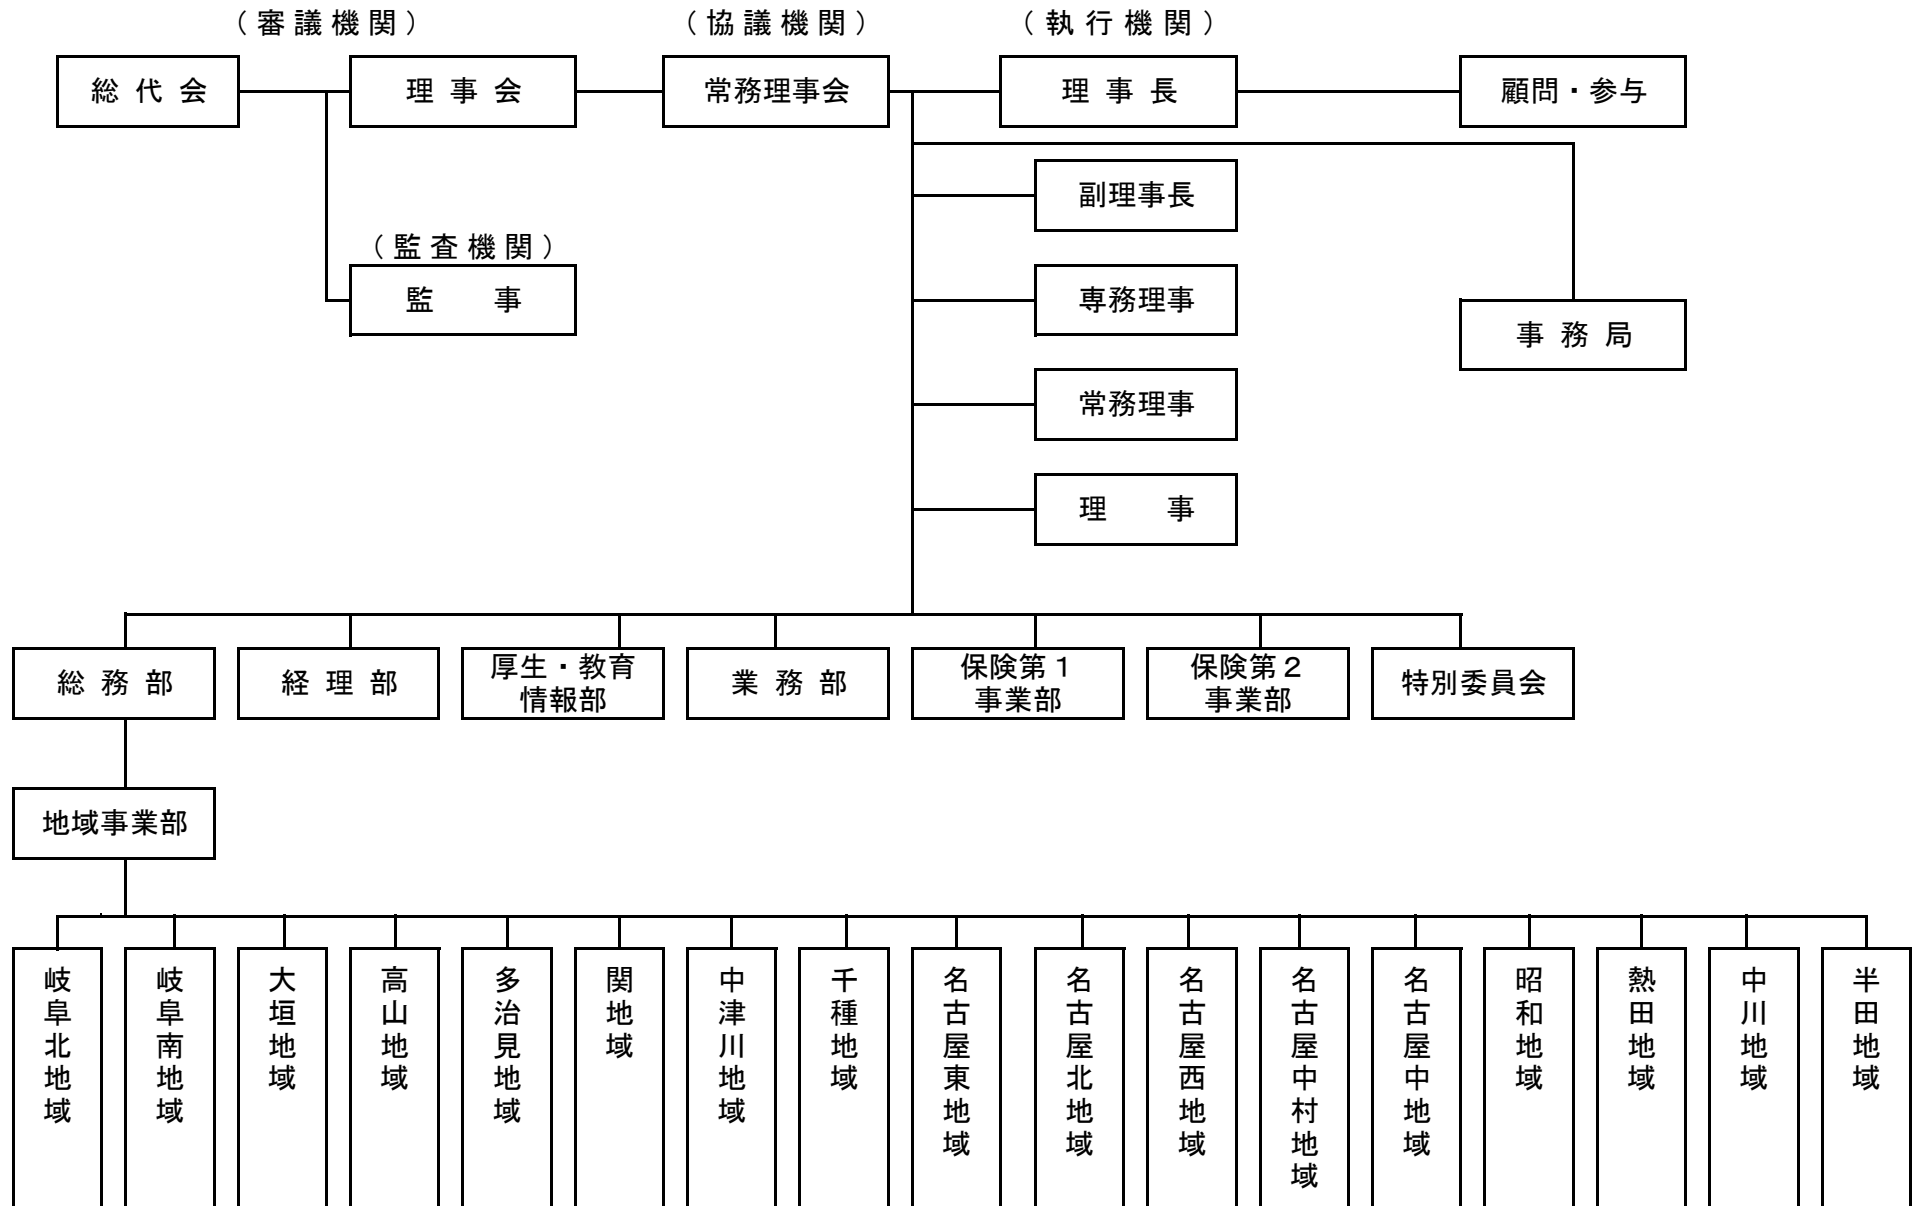 （審議機関）
（協議機関）
（執行機関）
総代会
理事会
常務理事会
理事長
顧問・参与
副理事長
（監査機関）
監　事
専務理事
事務局
常務理事
理　事
総務部
経理部
厚生・教育
情報部
業務部
保険第１
事業部
保険第２
事業部
特別委員会
地域事業部
岐阜北地域
岐阜南地域
大垣地域
高山地域
多治見地域
関地域
中津川地域
千種地域
名古屋東地域
名古屋北地域
名古屋西地域
名古屋中村地域
名古屋中地域
昭和地域
熱田地域
中川地域
半田地域